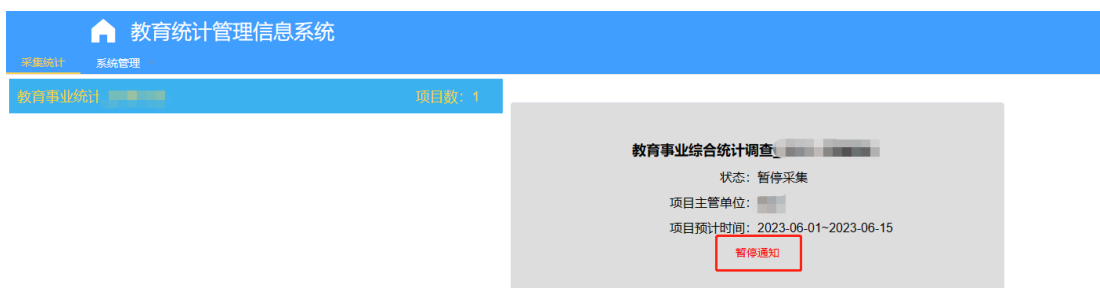 教育统计管理信息系统
采集统计 系统管理
教育事业统计 项目数：1
教育事业综合统计调查
状态：暂停采集
项目主管单位：
项目预计时间：2023-06-01~2023-06-15
暂停通知